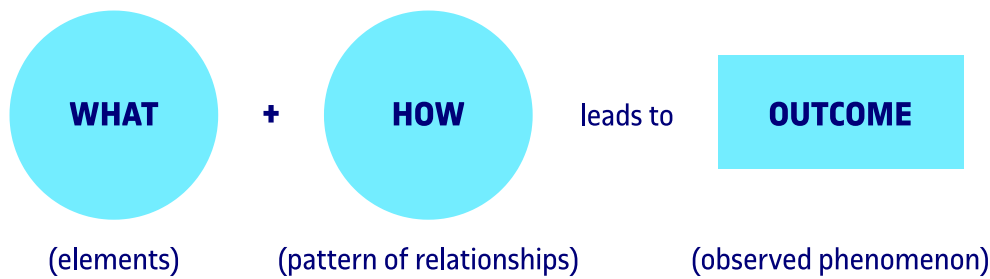 WHAT + HOW leads to OUTCOME
(elements) (pattern of relationships) (observed phenomenon)